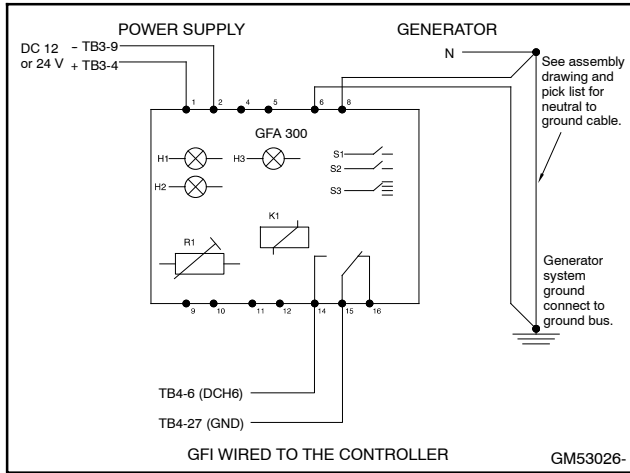 POWER SUPPLY
GENERATOR
DC 12 − TB3-9
or 24 V + TB3-4
N
See assembly
drawing and
pick list for
neutral to
ground cable.
1 2 4 5 6 8
GFA 300
H1 H3 S1
H2 S2
S3
K1
R1
Generator
system
ground
connect to
ground bus.
9 10 11 12 14 15 16
TB4-6 (DCH6)
TB4-27 (GND)
GFI WIRED TO THE CONTROLLER
GM53026-